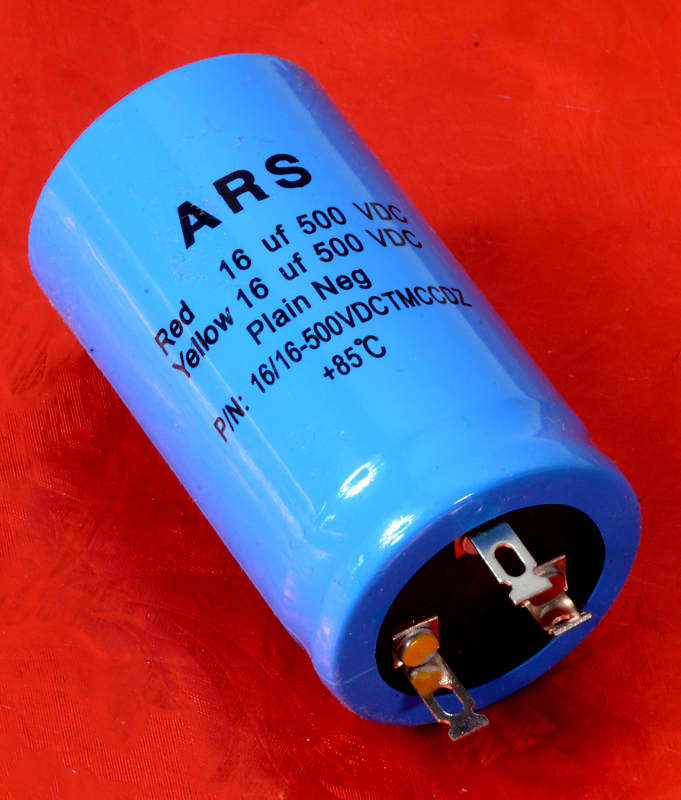 ARS
Red 16 uf 500 VDC
Yellow 16 uf 500 VDC
Plain Neg
P/N: 16/16-500VDCTMCCDZ
+85℃